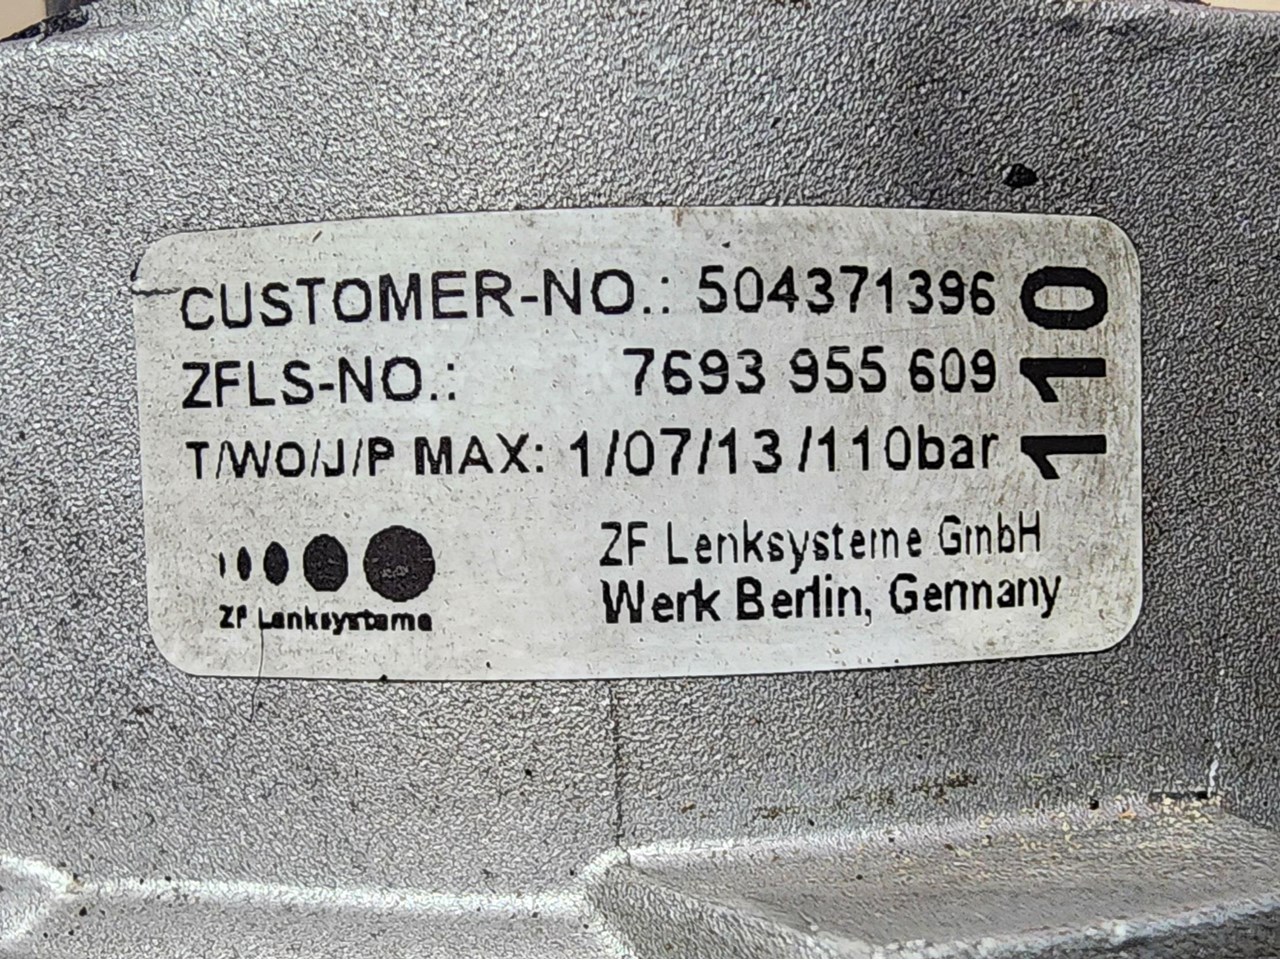 CUSTOMER-NO.: 504371396
ZFLS-NO.: 7693 955 609
T/WO/J/P MAX: 1/07/13/110bar
110
ZF Lenksysteme
ZF Lenksysteme GmbH
Werk Berlin, Germany